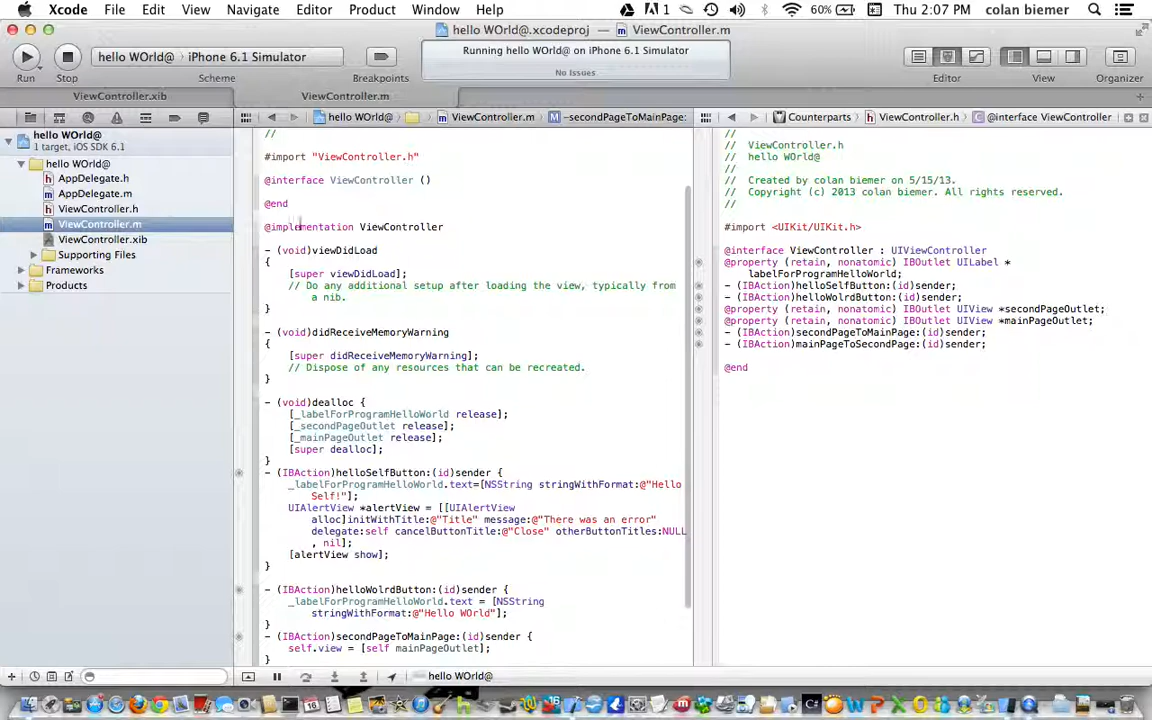 Xcode File Edit View Navigate Editor Product Window Help 1 60% Thu 2:07 PM colan biemer
hello WOrld@.xcodeproj — ViewController.m
hello WOrld@ iPhone 6.1 Simulator
Running hello WOrld@ on iPhone 6.1 Simulator
No Issues
Run Stop Scheme Breakpoints Editor View Organizer
ViewController.xib ViewController.m
hello WOrld@ ViewController.m -secondPageToMainPage: Counterparts ViewController.h @interface ViewController
hello WOrld@
1 target, iOS SDK 6.1
hello WOrld@
AppDelegate.h
AppDelegate.m
ViewController.h
ViewController.m
ViewController.xib
Supporting Files
Frameworks
Products
//
#import "ViewController.h"
@interface ViewController ()
@end
@implementation ViewController
- (void)viewDidLoad
{
[super viewDidLoad];
// Do any additional setup after loading the view, typically from
a nib.
}
- (void)didReceiveMemoryWarning
{
[super didReceiveMemoryWarning];
// Dispose of any resources that can be recreated.
}
- (void)dealloc {
[_labelForProgramHelloWorld release];
[_secondPageOutlet release];
[_mainPageOutlet release];
[super dealloc];
}
- (IBAction)helloSelfButton:(id)sender {
_labelForProgramHelloWorld.text=[NSString stringWithFormat:@"Hello
Self!"];
UIAlertView *alertView = [[UIAlertView
alloc]initWithTitle:@"Title" message:@"There was an error"
delegate:self cancelButtonTitle:@"Close" otherButtonTitles:NULL
, nil];
[alertView show];
}
- (IBAction)helloWolrdButton:(id)sender {
_labelForProgramHelloWorld.text = [NSString
stringWithFormat:@"Hello WOrld"];
}
- (IBAction)secondPageToMainPage:(id)sender {
self.view = [self mainPageOutlet];
}
//
// ViewController.h
// hello WOrld@
//
// Created by colan biemer on 5/15/13.
// Copyright (c) 2013 colan biemer. All rights reserved.
//
#import <UIKit/UIKit.h>
@interface ViewController : UIViewController
@property (retain, nonatomic) IBOutlet UILabel *
labelForProgramHelloWorld;
- (IBAction)helloSelfButton:(id)sender;
- (IBAction)helloWolrdButton:(id)sender;
@property (retain, nonatomic) IBOutlet UIView *secondPageOutlet;
@property (retain, nonatomic) IBOutlet UIView *mainPageOutlet;
- (IBAction)secondPageToMainPage:(id)sender;
- (IBAction)mainPageToSecondPage:(id)sender;
@end
hello WOrld@